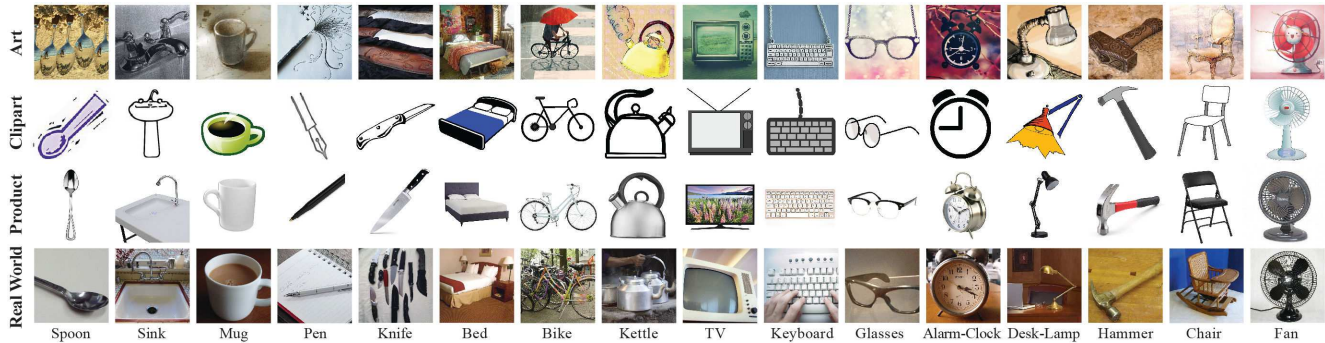 Art
Clipart
Product
Real World
Spoon Sink Mug Pen Knife Bed Bike Kettle TV Keyboard Glasses Alarm-Clock Desk-Lamp Hammer Chair Fan